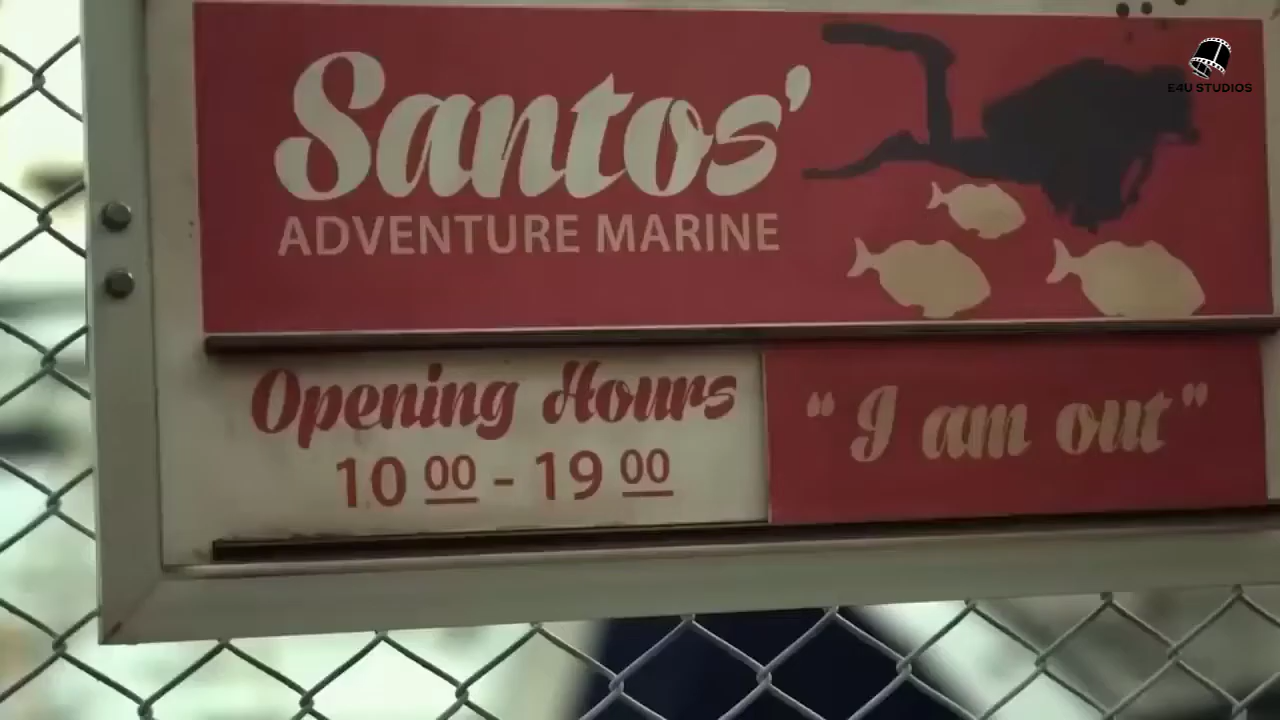 Santos'
ADVENTURE MARINE
E4U STUDIOS
Opening Hours
10 00 - 19 00
"I am out"